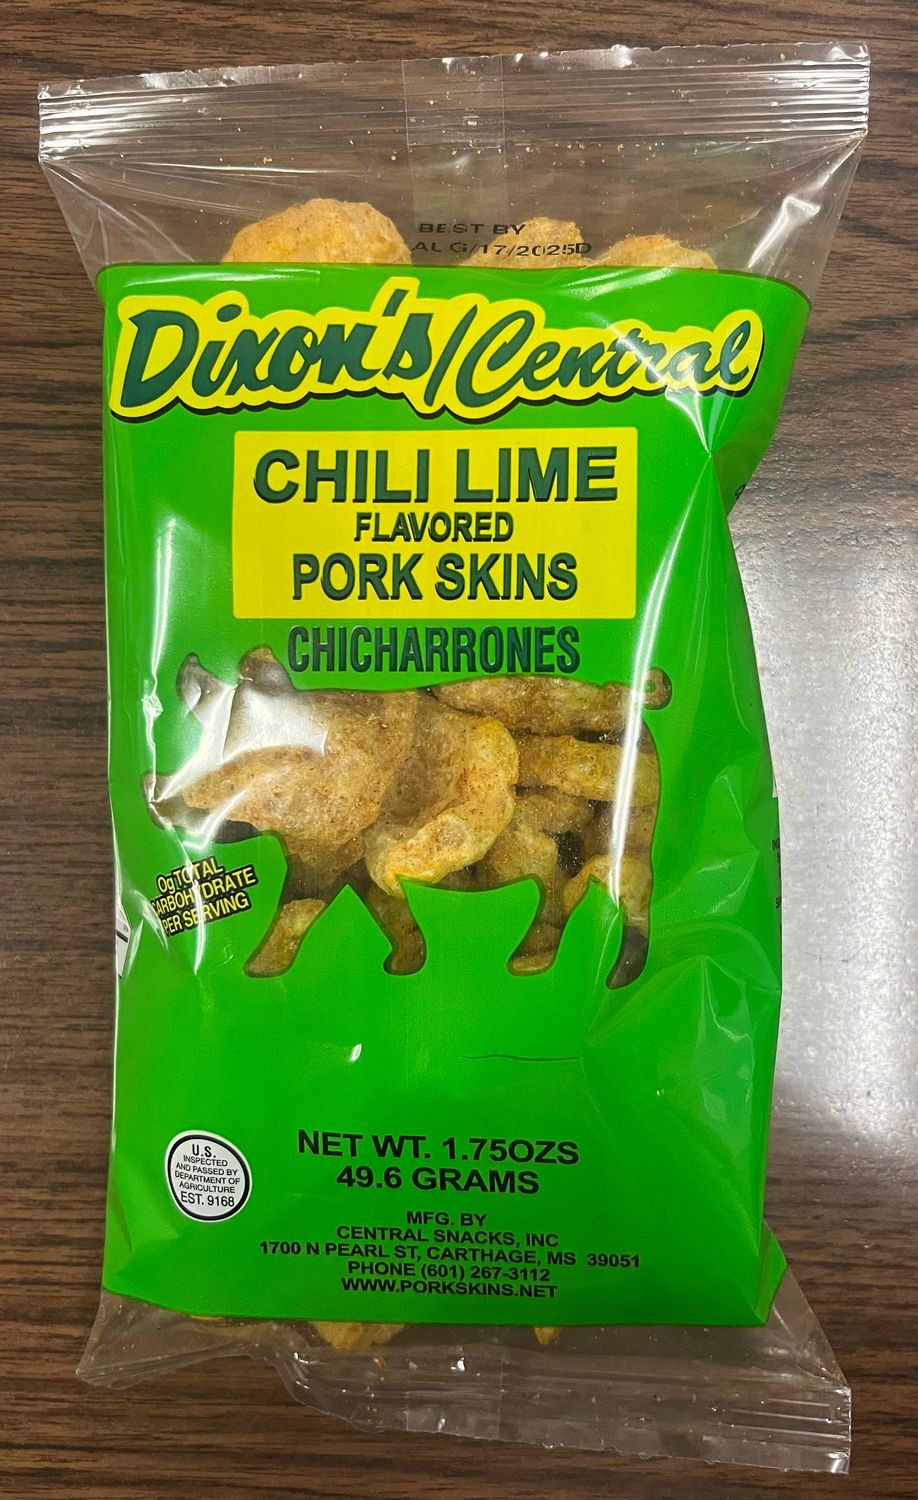 BEST BY
AUG/17/2025D
Dixon's/Central
CHILI LIME
FLAVORED
PORK SKINS
CHICHARRONES
0g TOTAL
CARBOHYDRATE
PER SERVING
U.S.
INSPECTED
AND PASSED BY
DEPARTMENT OF
AGRICULTURE
EST. 9168
NET WT. 1.75OZS
49.6 GRAMS
MFG. BY
CENTRAL SNACKS, INC
1700 N PEARL ST, CARTHAGE, MS 39051
PHONE (601) 267-3112
WWW.PORKSKINS.NET